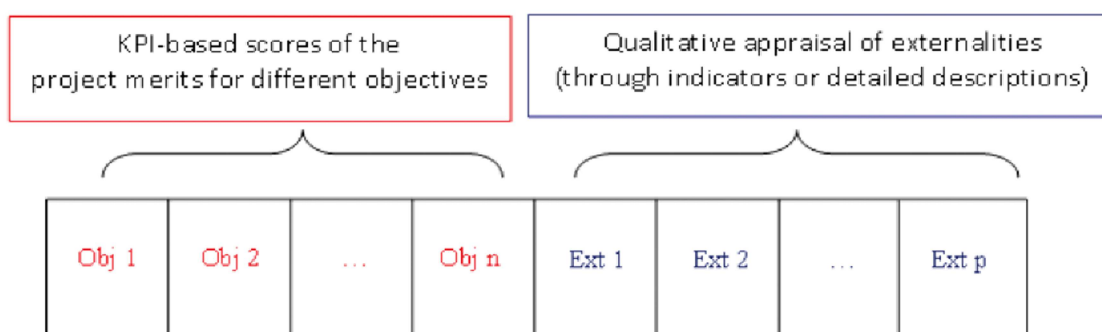 KPI-based scores of the
project merits for different objectives
Qualitative appraisal of externalities
(through indicators or detailed descriptions)
Obj 1 Obj 2 ... Obj n Ext 1 Ext 2 ... Ext p